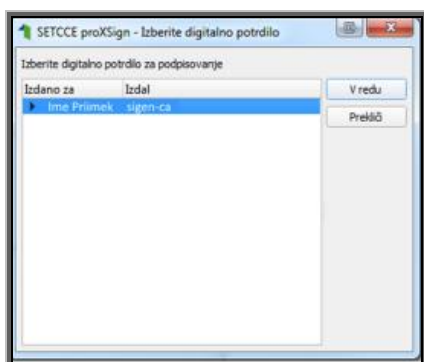 SETCCE proXSign - Izberite digitalno potrdilo
Izberite digitalno potrdilo za podpisovanje
Izdano za Izdal
Ime Priimek sigen-ca
V redu
Prekliči